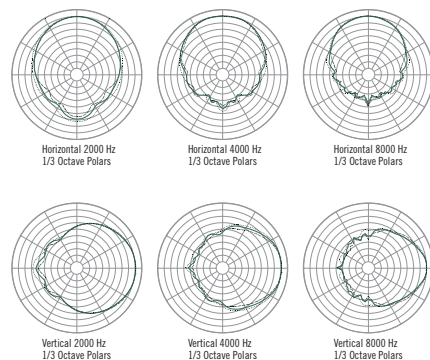 Horizontal 2000 Hz
1/3 Octave Polars
Horizontal 4000 Hz
1/3 Octave Polars
Horizontal 8000 Hz
1/3 Octave Polars
Vertical 2000 Hz
1/3 Octave Polars
Vertical 4000 Hz
1/3 Octave Polars
Vertical 8000 Hz
1/3 Octave Polars